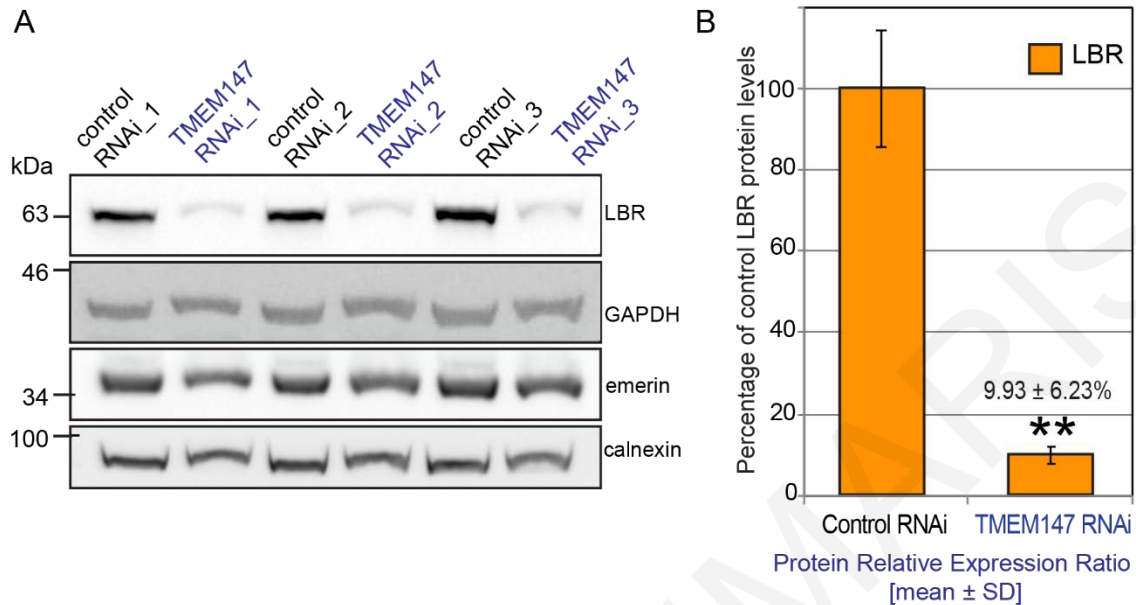 A
control
RNAi_1
TMEM147
RNAi_1
control
RNAi_2
TMEM147
RNAi_2
control
RNAi_3
TMEM147
RNAi_3
kDa
63
LBR
46
GAPDH
34
emerin
100
calnexin
B
Percentage of control LBR protein levels
LBR
100
80
60
40
20
0
9.93 ± 6.23%
**
Control RNAi
TMEM147 RNAi
Protein Relative Expression Ratio
[mean ± SD]